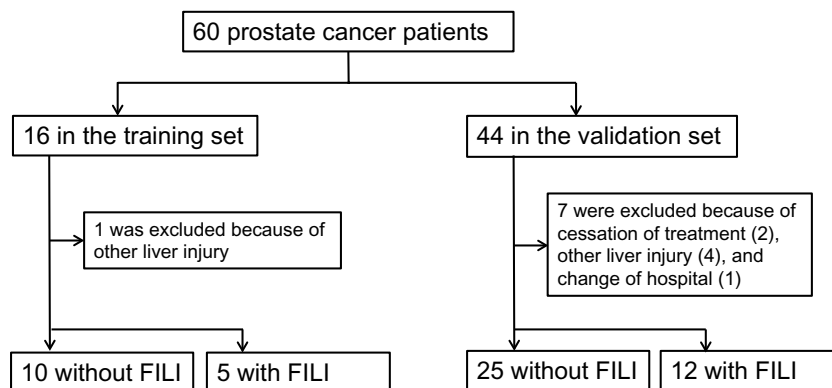 60 prostate cancer patients
16 in the training set
44 in the validation set
1 was excluded because of
other liver injury
7 were excluded because of
cessation of treatment (2),
other liver injury (4), and
change of hospital (1)
10 without FILI
5 with FILI
25 without FILI
12 with FILI